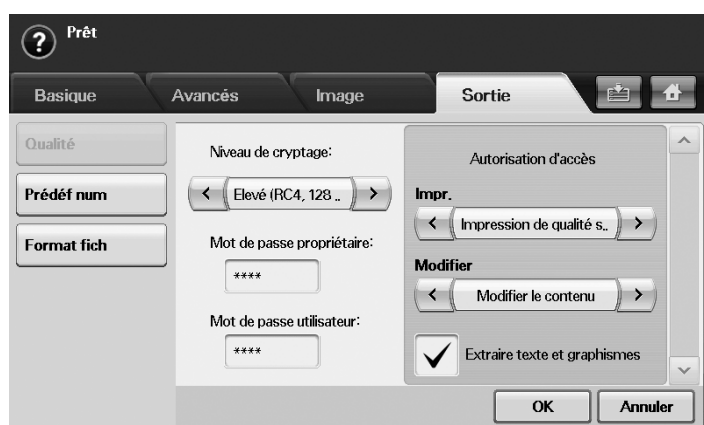 Prêt
Basique
Avancés
Image
Sortie
Qualité
Prédéf num
Format fich
Niveau de cryptage:
Elevé (RC4, 128 ..
Mot de passe propriétaire:
****
Mot de passe utilisateur:
****
Autorisation d'accès
Impr.
Impression de qualité s..
Modifier
Modifier le contenu
Extraire texte et graphismes
OK
Annuler